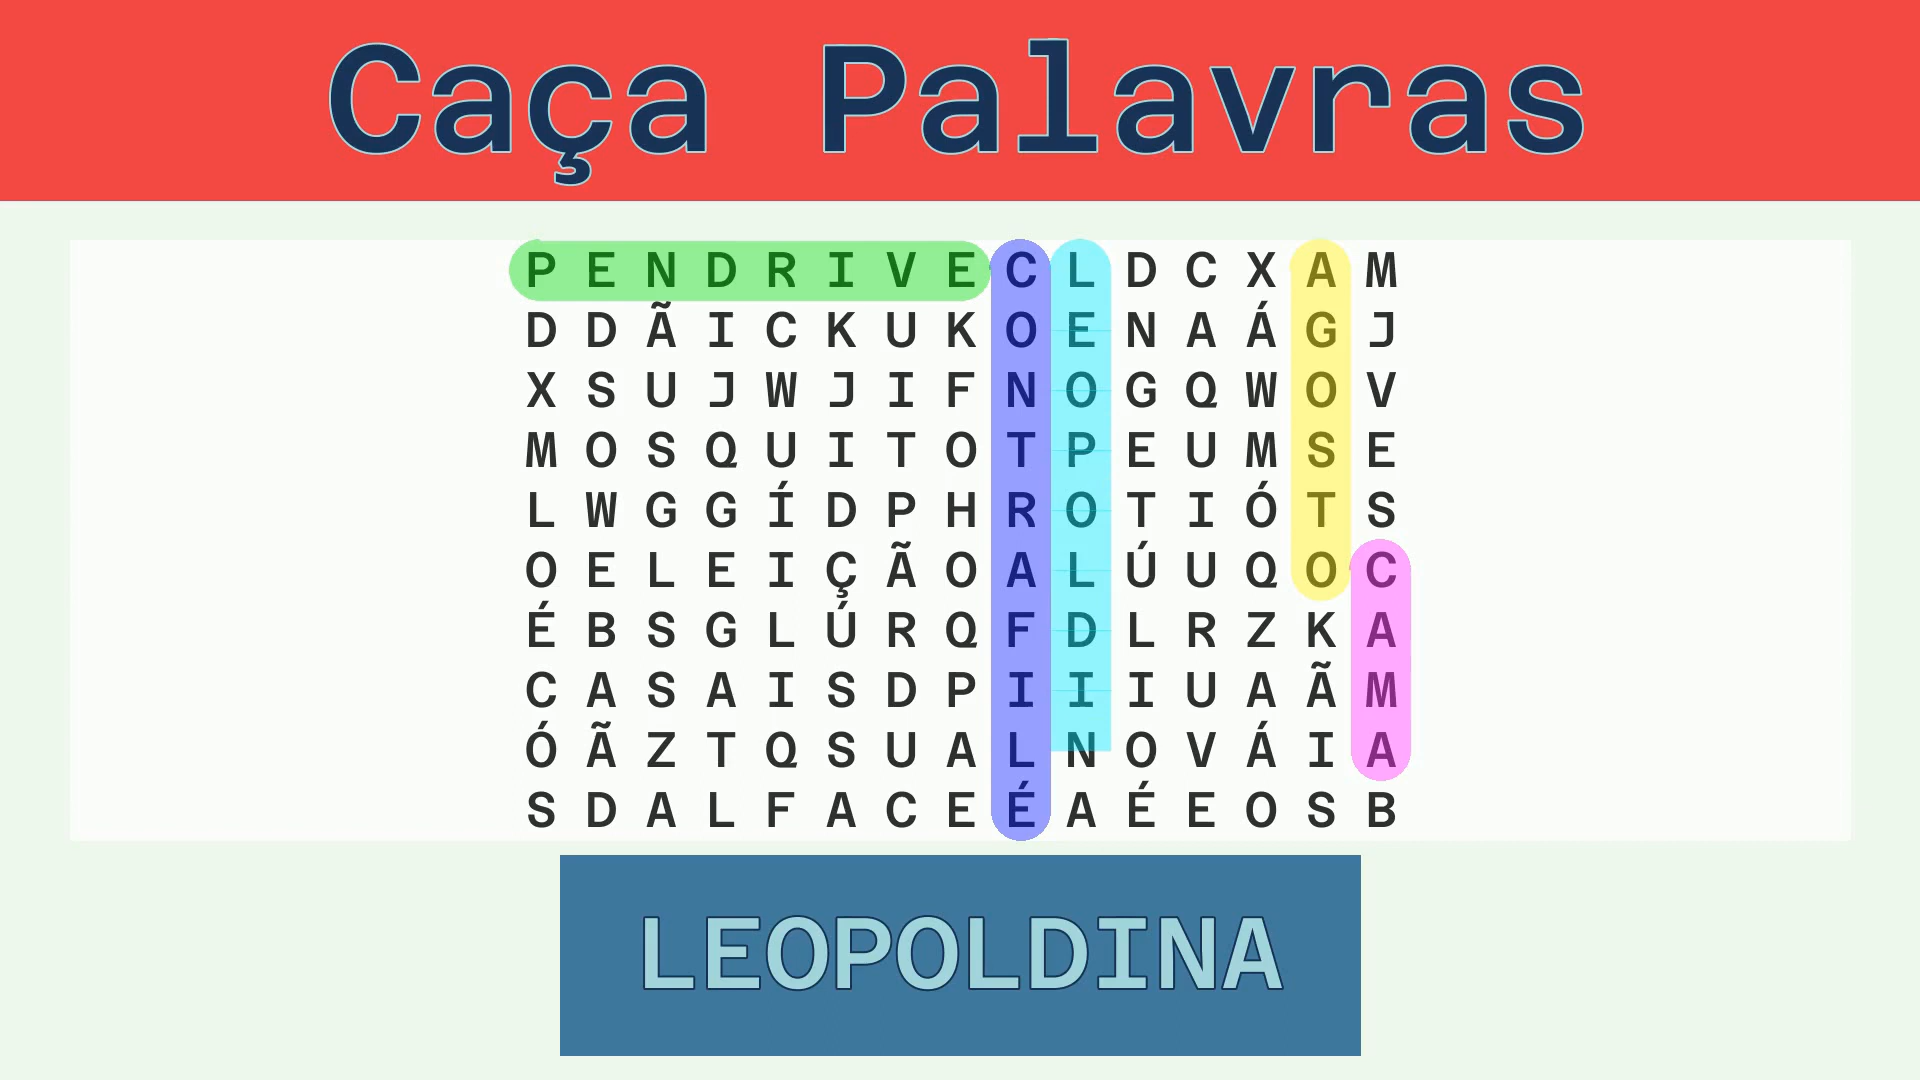 Caça Palavras
P E N D R I V E C L D C X A M
D D Ã I C K U K O E N A Á G J
X S U J W J I F N O G Q W O V
M O S Q U I T O T P E U M S E
L W G G Í D P H R O T I Ó T S
O E L E I Ç Ã O A L Ú U Q O C
É B S G L Ú R Q F D L R Z K A
C A S A I S D P I I I U A Ã M
Ó Ã Z T Q S U A L N O V Á I A
S D A L F A C E É A É E O S B
LEOPOLDINA